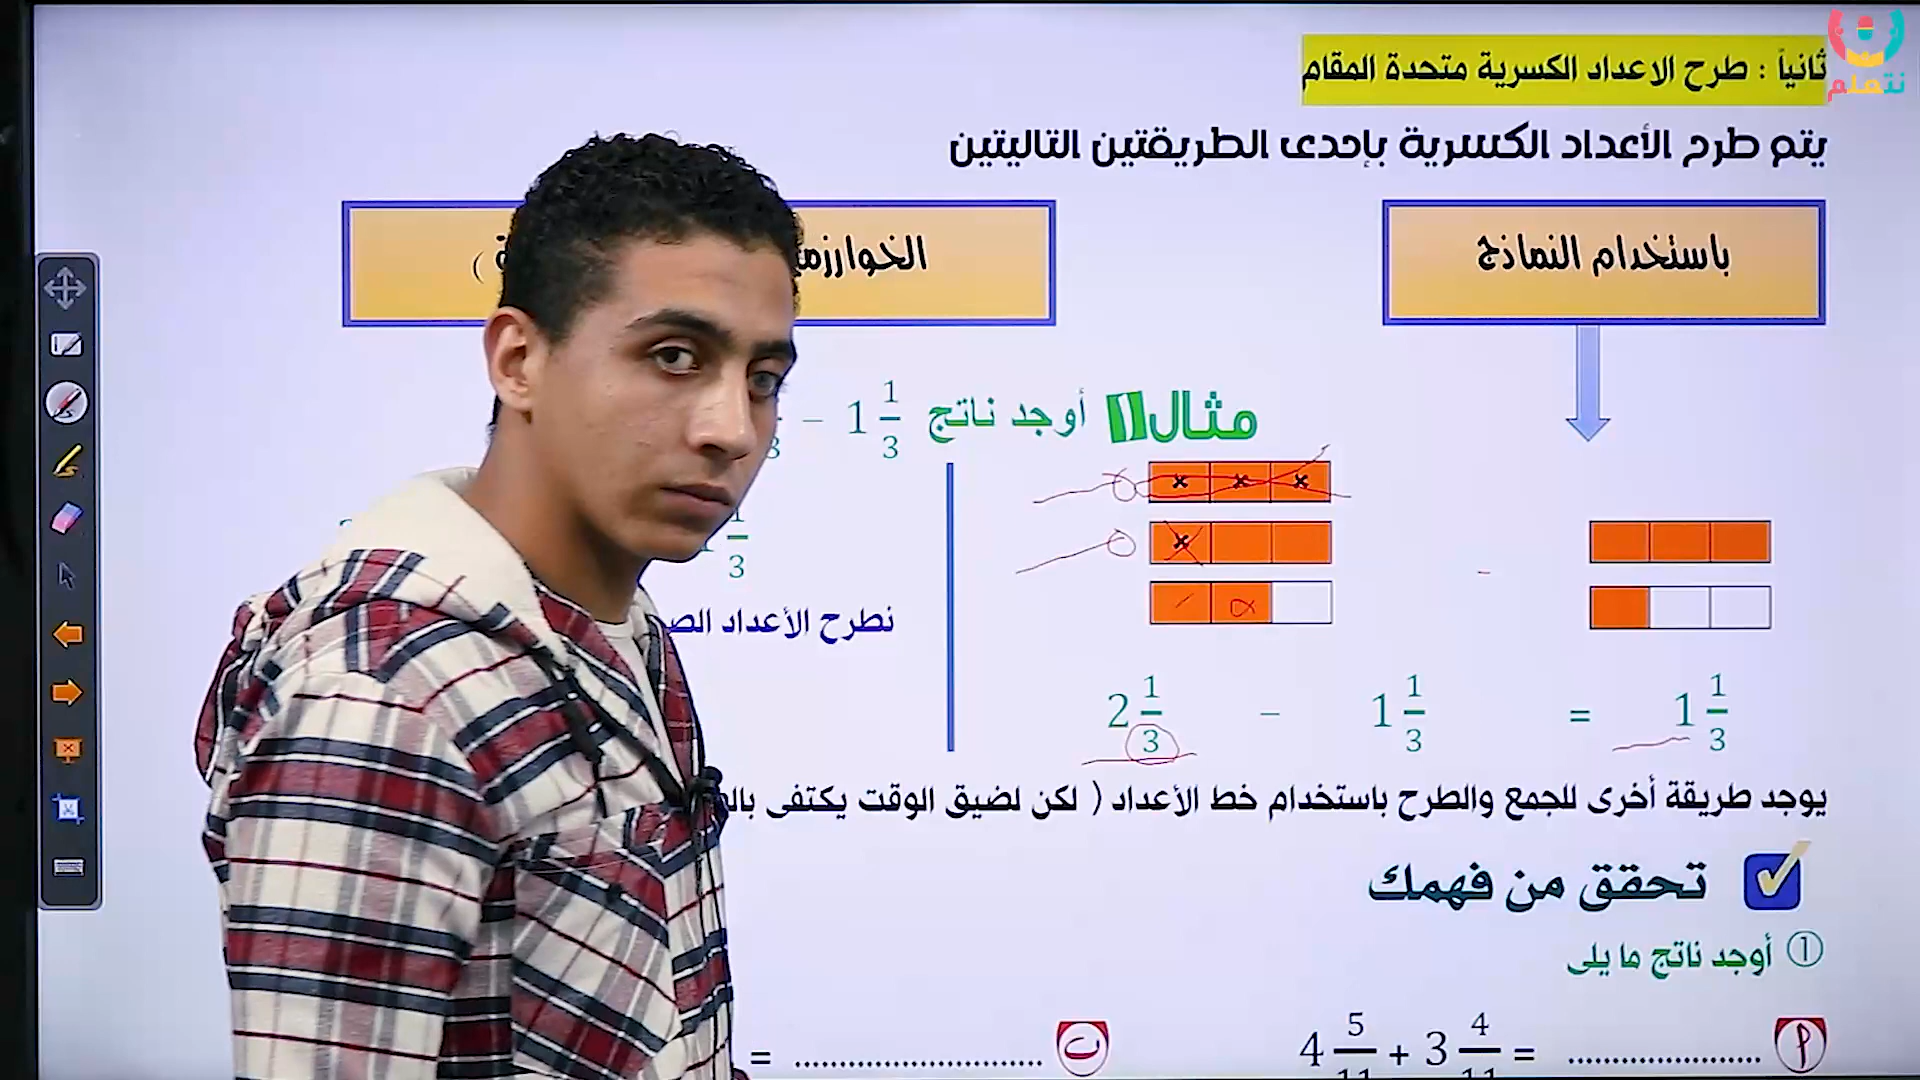 نتعلم
ثانياً : طرح الاعداد الكسرية متحدة المقام
يتم طرح الأعداد الكسرية بإحدى الطريقتين التاليتين
باستخدام النماذج
مثال 1 أوجد ناتج
− 1 1/3
1/3
نطرح الأعداد
2 1/3 − 1 1/3 = 1 1/3
يوجد طريقة أخرى للجمع والطرح باستخدام خط الأعداد ( لكن لضيق الوقت يكتفى
تحقق من فهمك
① أوجد ناتج ما يلى
أ 4 5/11 + 3 4/11 = ....................
ب = ..........................